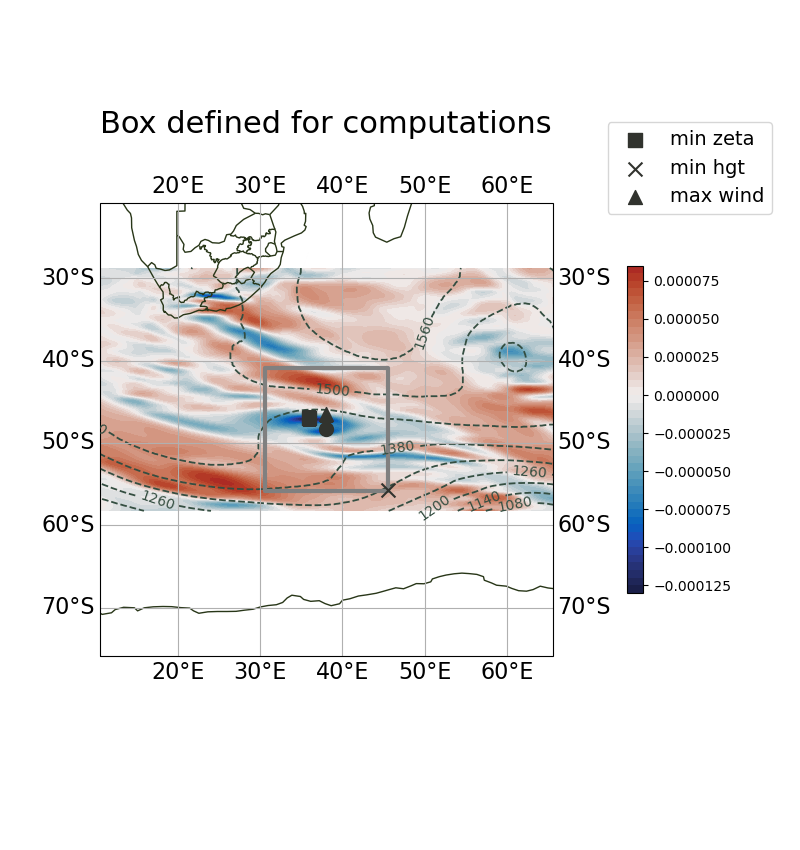 Box defined for computations
min zeta
min hgt
max wind
20°E 30°E 40°E 50°E 60°E
30°S 30°S
40°S 40°S
50°S 50°S
60°S 60°S
70°S 70°S
20°E 30°E 40°E 50°E 60°E
1560
1500
1380
1260
1260
1200
1140
1080
0
0.000075
0.000050
0.000025
0.000000
−0.000025
−0.000050
−0.000075
−0.000100
−0.000125